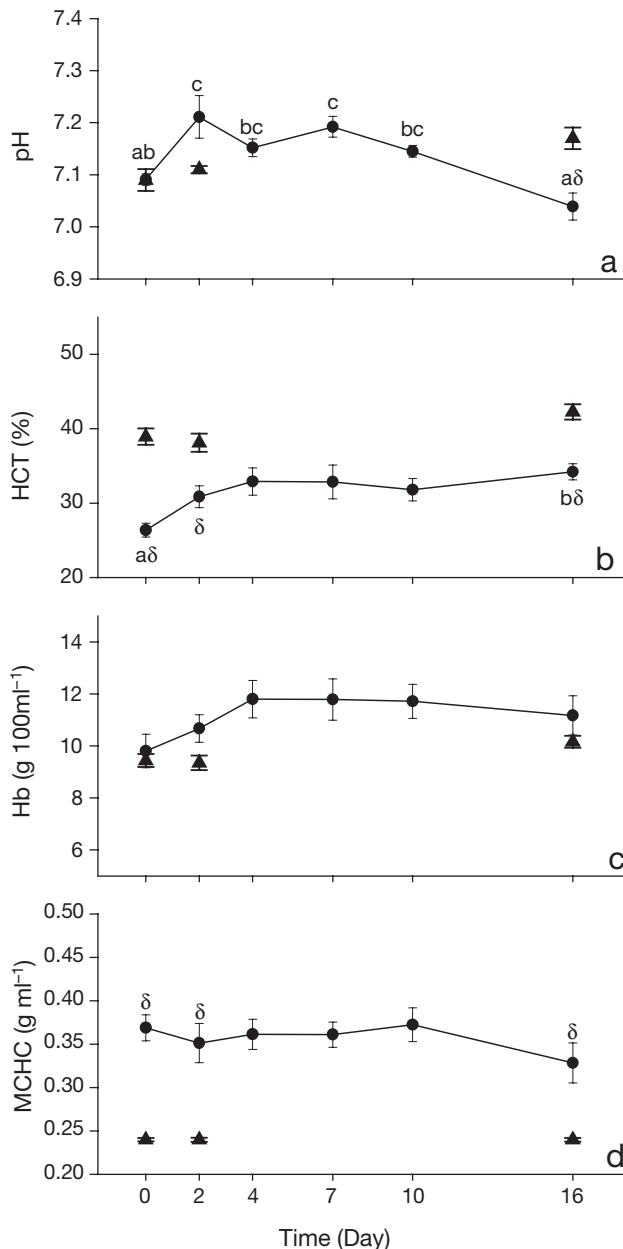 7.4
7.3
7.2
7.1
7.0
6.9
pH
ab
c
bc
c
bc
aδ
a
50
40
30
20
HCT (%)
aδ
δ
bδ
b
14
12
10
8
6
Hb (g 100ml⁻¹)
c
0.50
0.45
0.40
0.35
0.30
0.25
0.20
MCHC (g ml⁻¹)
δ
δ
δ
d
0 2 4 7 10 16
Time (Day)